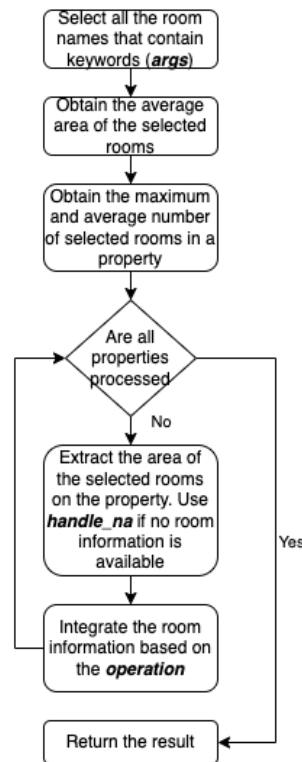 Select all the room
names that contain
keywords (args)
Obtain the average
area of the selected
rooms
Obtain the maximum
and average number
of selected rooms in a
property
Are all
properties
processed
No
Extract the area of
the selected rooms
on the property. Use
handle_na if no room
information is
available
Yes
Integrate the room
information based on
the operation
Return the result